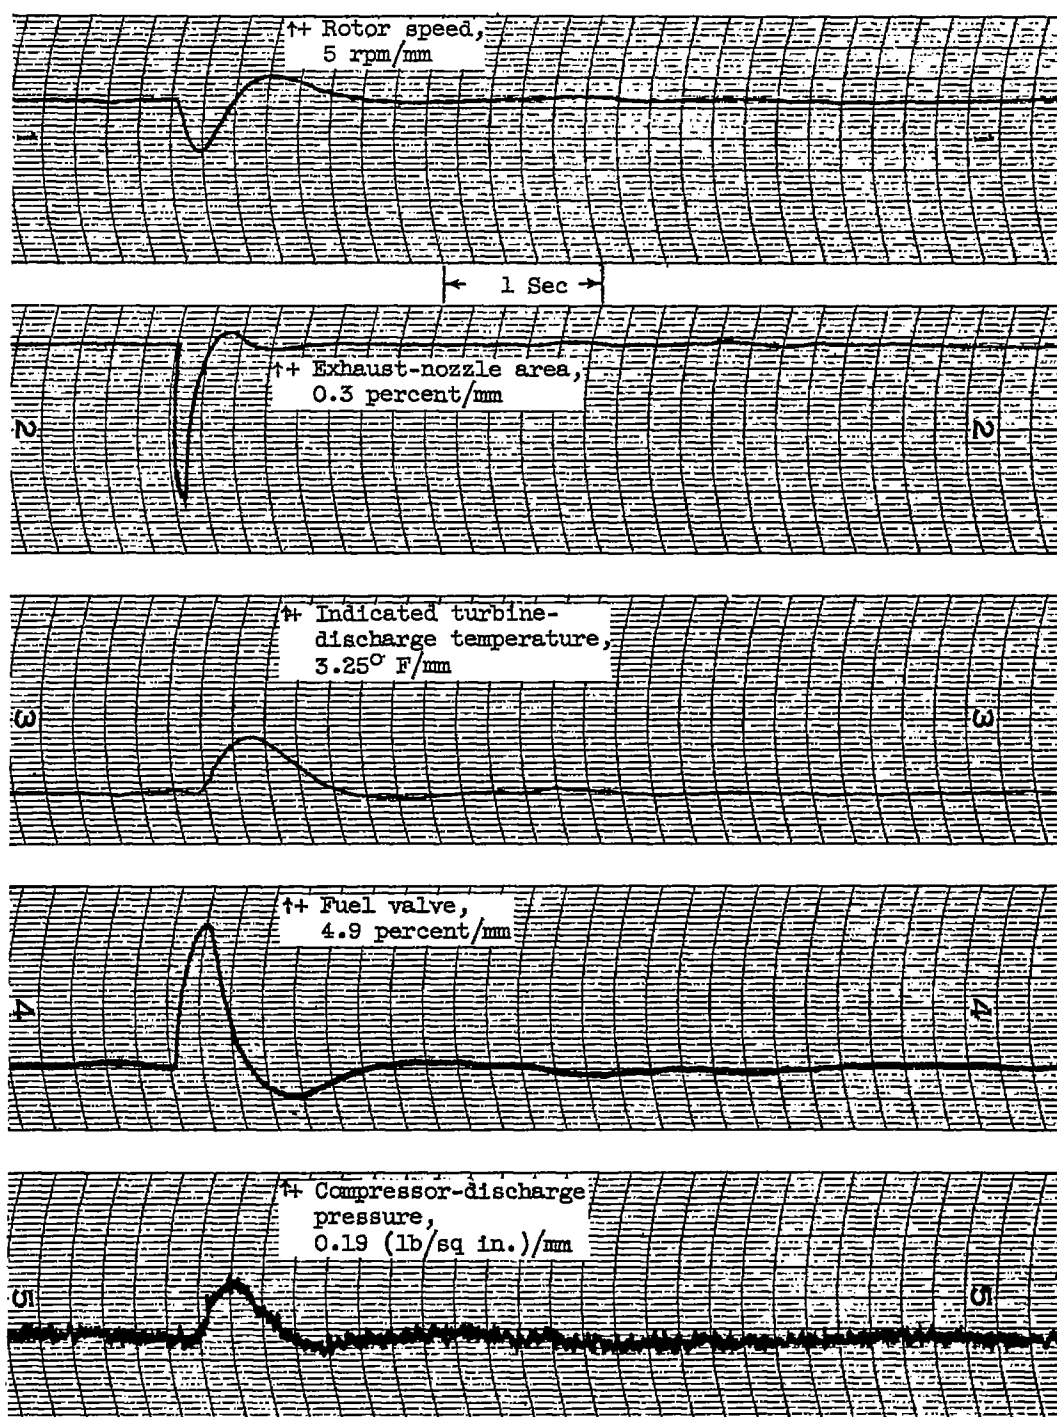 ↑+ Rotor speed,
5 rpm/mm
1
1
1 Sec
↑+ Exhaust-nozzle area,
0.3 percent/mm
2
2
↑+ Indicated turbine-
discharge temperature,
3.25° F/mm
3
3
↑+ Fuel valve,
4.9 percent/mm
4
4
↑+ Compressor-discharge
pressure,
0.19 (lb/sq in.)/mm
5
5